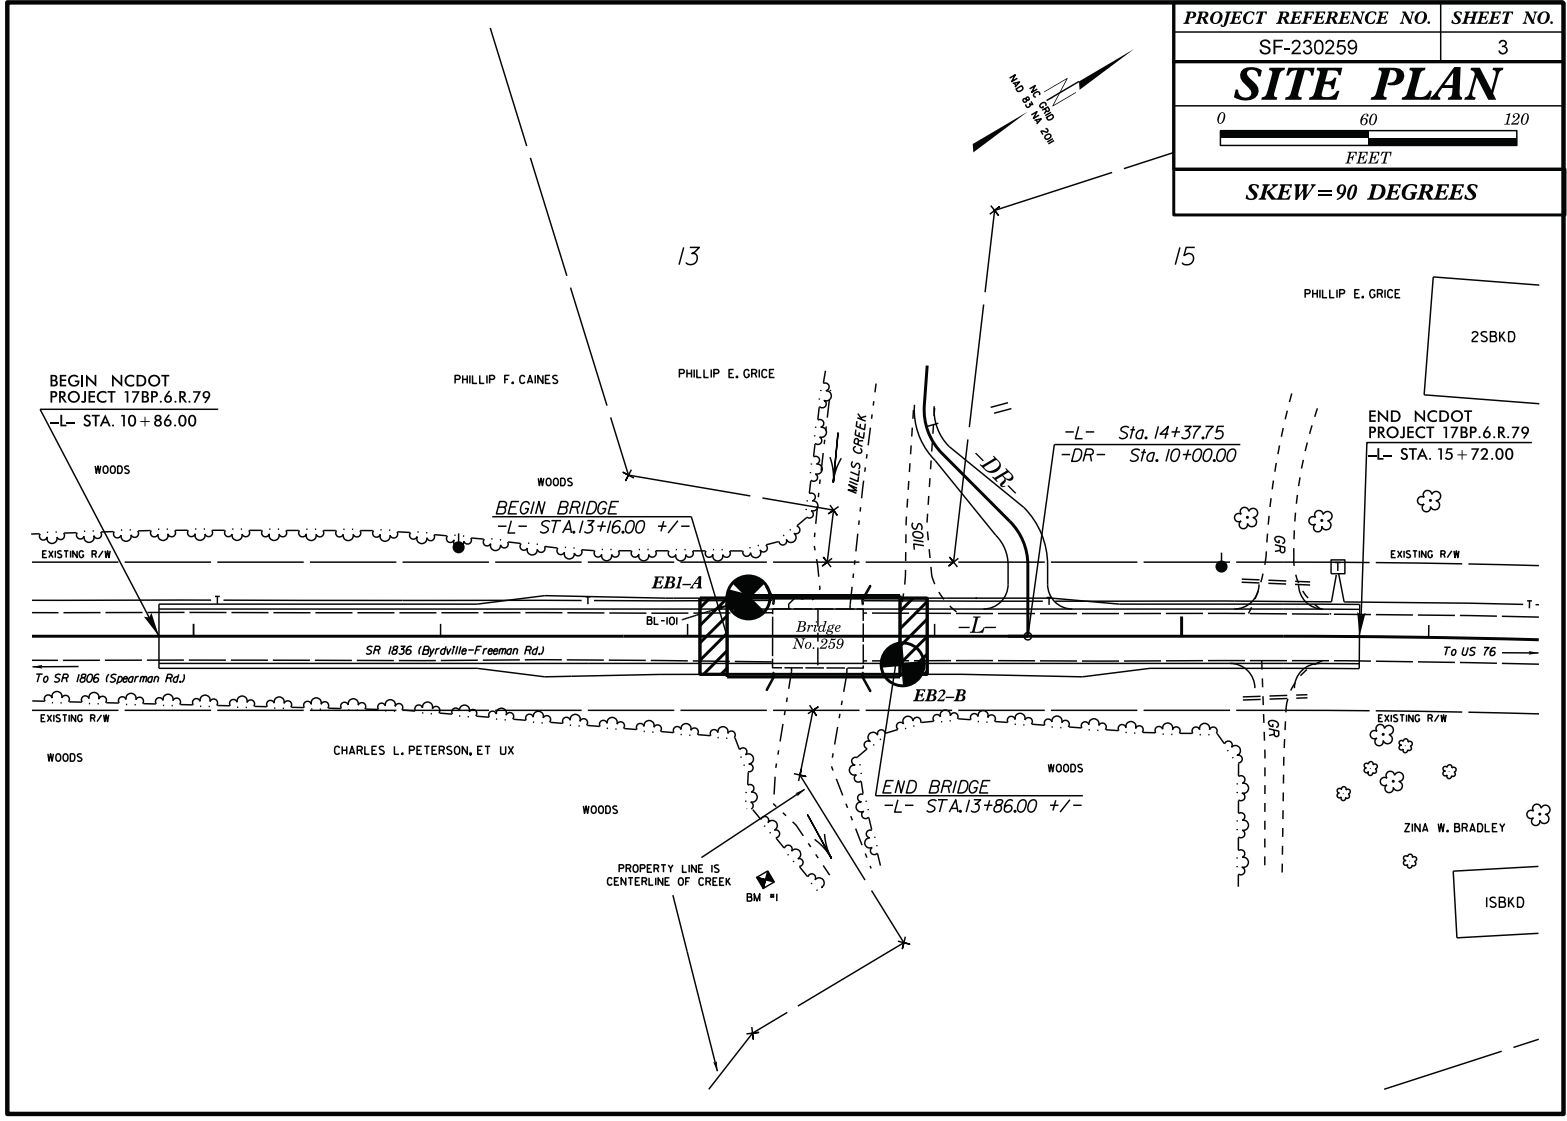 PROJECT REFERENCE NO. SHEET NO.
SF-230259 3
SITE PLAN
0 60 120
FEET
SKEW=90 DEGREES
NC GRID
NAD 83 NA 2011
13
15
PHILLIP E. GRICE
2SBKD
PHILLIP F. CAINES
PHILLIP E. GRICE
BEGIN NCDOT
PROJECT 17BP.6.R.79
-L- STA. 10+86.00
END NCDOT
PROJECT 17BP.6.R.79
-L- STA. 15+72.00
-L- Sta. 14+37.75
-DR- Sta. 10+00.00
MILLS CREEK
-DR-
WOODS
WOODS
BEGIN BRIDGE
-L- STA.13+16.00 +/-
SOIL
GR
EXISTING R/W
EXISTING R/W
EB1-A
T
T
T
T
T-
BL-101
Bridge
No. 259
-L-
SR 1836 (Byrdville-Freeman Rd.)
To US 76
To SR 1806 (Spearman Rd.)
EB2-B
EXISTING R/W
EXISTING R/W
GR
CHARLES L. PETERSON, ET UX
WOODS
WOODS
WOODS
END BRIDGE
-L- STA.13+86.00 +/-
ZINA W. BRADLEY
PROPERTY LINE IS
CENTERLINE OF CREEK
BM #1
1SBKD